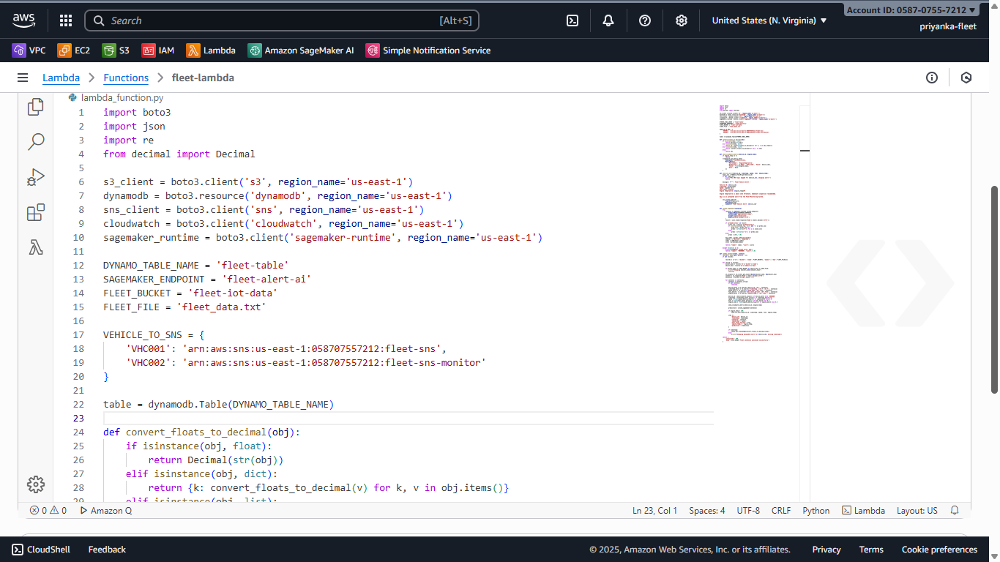 aws
Search
[Alt+S]
United States (N. Virginia) ▼
Account ID: 0587-0755-7212 ▼
priyanka-fleet
VPC EC2 S3 IAM Lambda Amazon SageMaker AI Simple Notification Service
Lambda > Functions > fleet-lambda
lambda_function.py
1 import boto3
2 import json
3 import re
4 from decimal import Decimal
5
6 s3_client = boto3.client('s3', region_name='us-east-1')
7 dynamodb = boto3.resource('dynamodb', region_name='us-east-1')
8 sns_client = boto3.client('sns', region_name='us-east-1')
9 cloudwatch = boto3.client('cloudwatch', region_name='us-east-1')
10 sagemaker_runtime = boto3.client('sagemaker-runtime', region_name='us-east-1')
11
12 DYNAMO_TABLE_NAME = 'fleet-table'
13 SAGEMAKER_ENDPOINT = 'fleet-alert-ai'
14 FLEET_BUCKET = 'fleet-iot-data'
15 FLEET_FILE = 'fleet_data.txt'
16
17 VEHICLE_TO_SNS = {
18     'VHC001': 'arn:aws:sns:us-east-1:058707557212:fleet-sns',
19     'VHC002': 'arn:aws:sns:us-east-1:058707557212:fleet-sns-monitor'
20 }
21
22 table = dynamodb.Table(DYNAMO_TABLE_NAME)
23
24 def convert_floats_to_decimal(obj):
25     if isinstance(obj, float):
26         return Decimal(str(obj))
27     elif isinstance(obj, dict):
28         return {k: convert_floats_to_decimal(v) for k, v in obj.items()}
29     elif isinstance(obj, list):
0 0 Amazon Q Ln 23, Col 1 Spaces: 4 UTF-8 CRLF Python Lambda Layout: US
CloudShell Feedback © 2025, Amazon Web Services, Inc. or its affiliates. Privacy Terms Cookie preferences